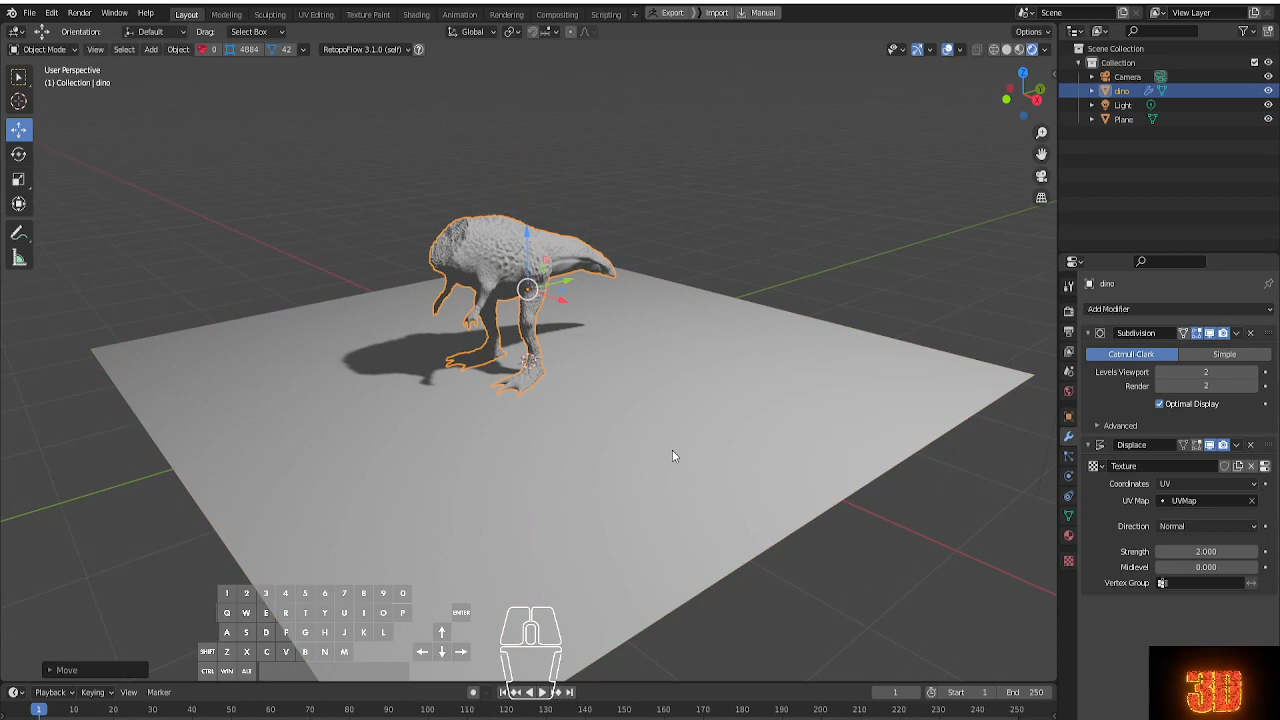 File Edit Render Window Help Layout Modeling Sculpting UV Editing Texture Paint Shading Animation Rendering Compositing Scripting + Export Import Manual Scene View Layer
Orientation: Default Drag: Select Box Global Options
Object Mode View Select Add Object 0 4884 42 RetopoFlow 3.1.0 (self)
User Perspective
(1) Collection | dino
Z
Y
X
Scene Collection
Collection
Camera
dino
Light
Plane
dino
Add Modifier
Subdivision
Catmull-Clark Simple
Levels Viewport 2
Render 2
Optimal Display
Advanced
Displace
Texture
Coordinates UV
UV Map UVMap
Direction Normal
Strength 2.000
Midlevel 0.000
Vertex Group
1 2 3 4 5 6 7 8 9 0
Q W E R T Y U I O P ENTER
A S D F G H J K L
SHIFT Z X C V B N M
CTRL WIN ALT
Move
Playback Keying View Marker 1 Start 1 End 250
1 10 20 30 40 50 60 70 80 90 100 110 120 130 140 150 160 170 180 190 200 210 220 230 240 250
3D